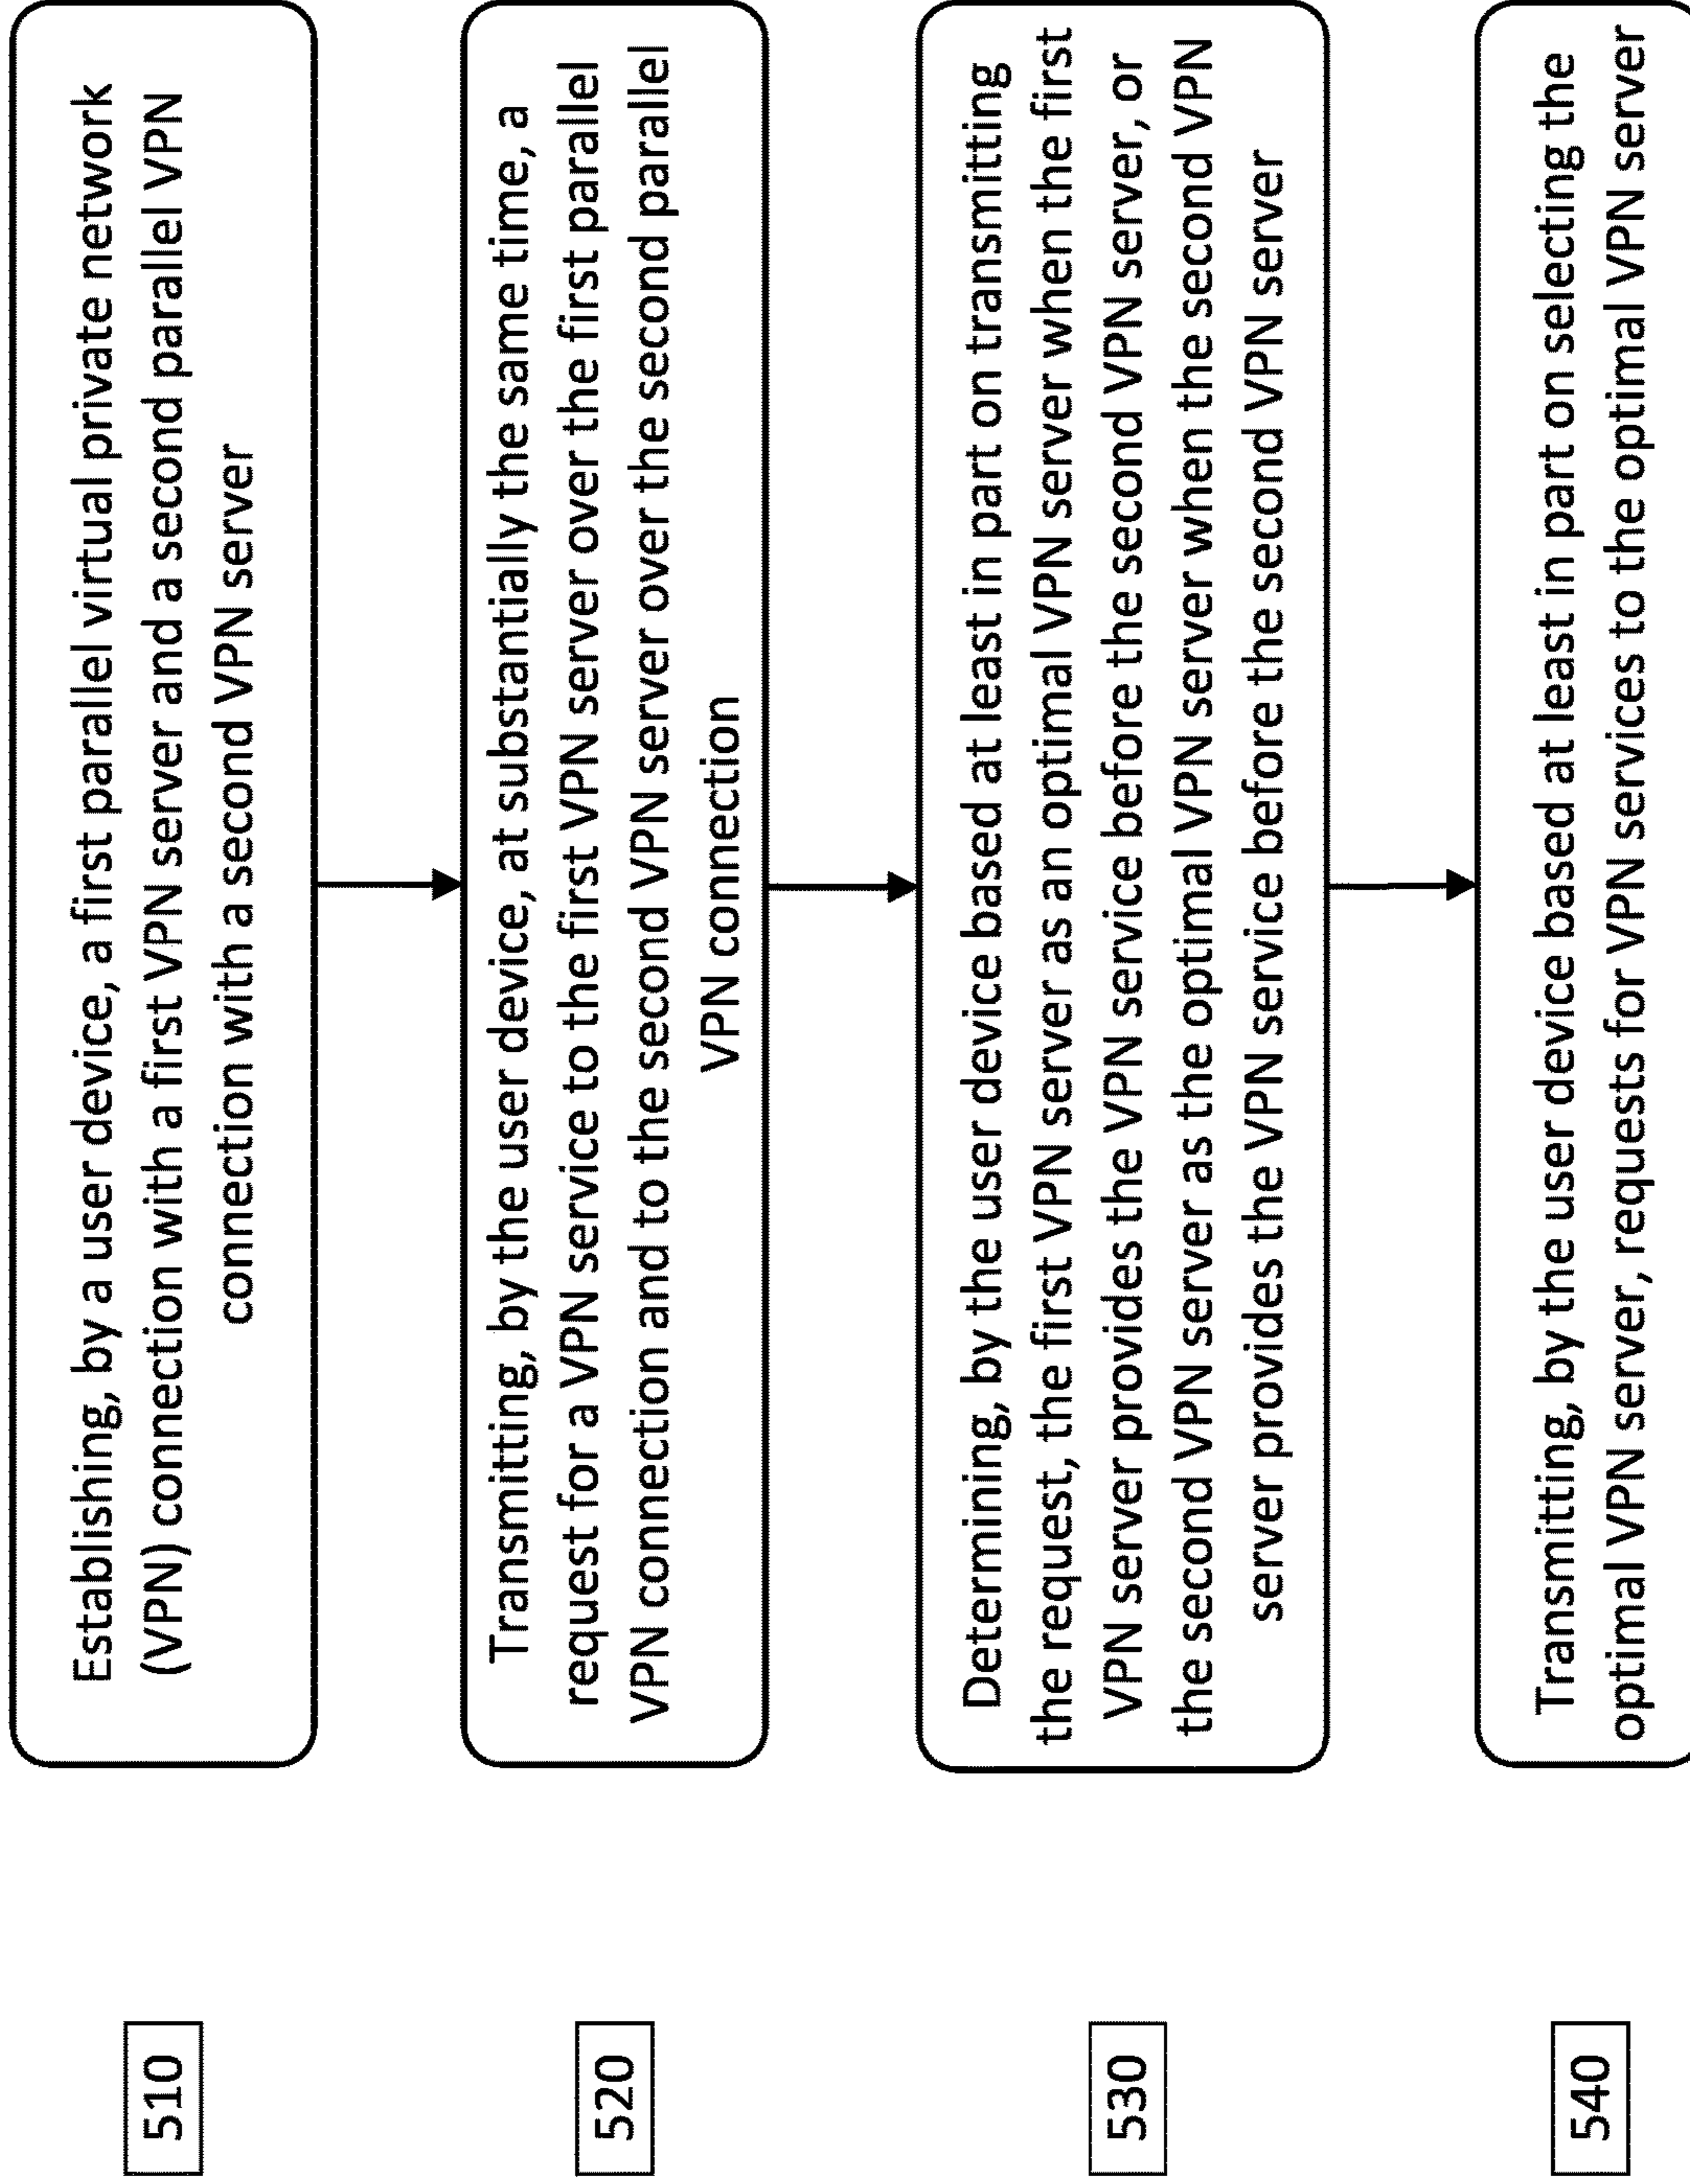 510
Establishing, by a user device, a first parallel virtual private network
(VPN) connection with a first VPN server and a second parallel VPN
connection with a second VPN server
520
Transmitting, by the user device, at substantially the same time, a
request for a VPN service to the first VPN server over the first parallel
VPN connection and to the second VPN server over the second parallel
VPN connection
530
Determining, by the user device based at least in part on transmitting
the request, the first VPN server as an optimal VPN server when the first
VPN server provides the VPN service before the second VPN server, or
the second VPN server as the optimal VPN server when the second VPN
server provides the VPN service before the second VPN server
540
Transmitting, by the user device based at least in part on selecting the
optimal VPN server, requests for VPN services to the optimal VPN server